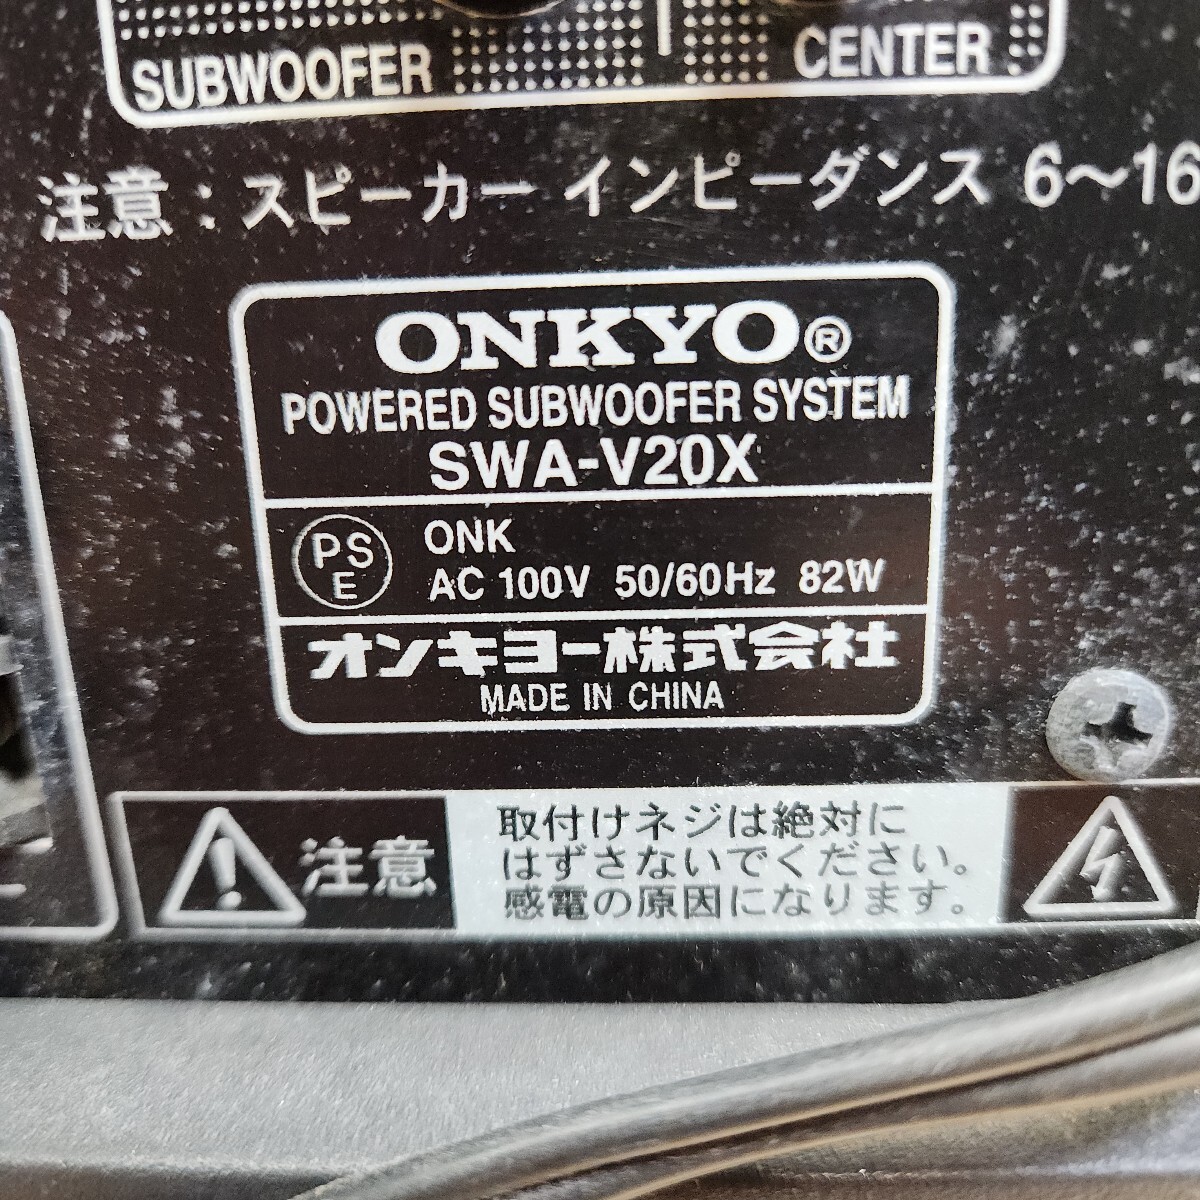 SUBWOOFER
CENTER
注意：スピーカー インピーダンス 6～16
ONKYO®
POWERED SUBWOOFER SYSTEM
SWA-V20X
PSE
ONK
AC 100V 50/60Hz 82W
オンキヨー株式会社
MADE IN CHINA
注意
取付けネジは絶対に
はずさないでください。
感電の原因になります。